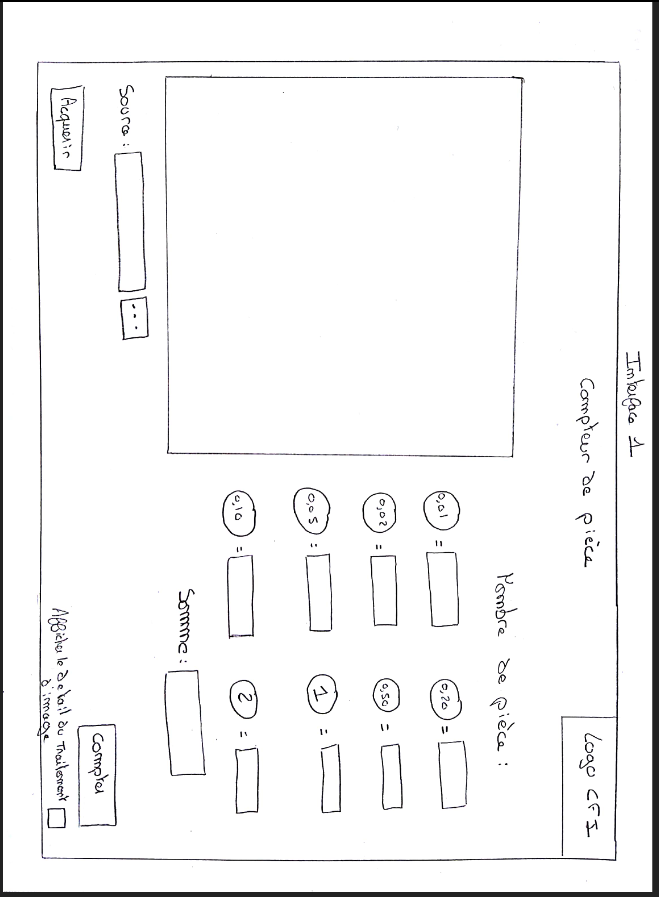 Interface 1
Compteur de pièce
Logo CFI
Nombre de pièce :
0,01 =
0,20 =
0,02 =
0,50 =
0,05 :
1 =
0,10 =
2 =
Somme :
Source :
...
Acquérir
Compter
Afficher le detail du Traitement
d'image